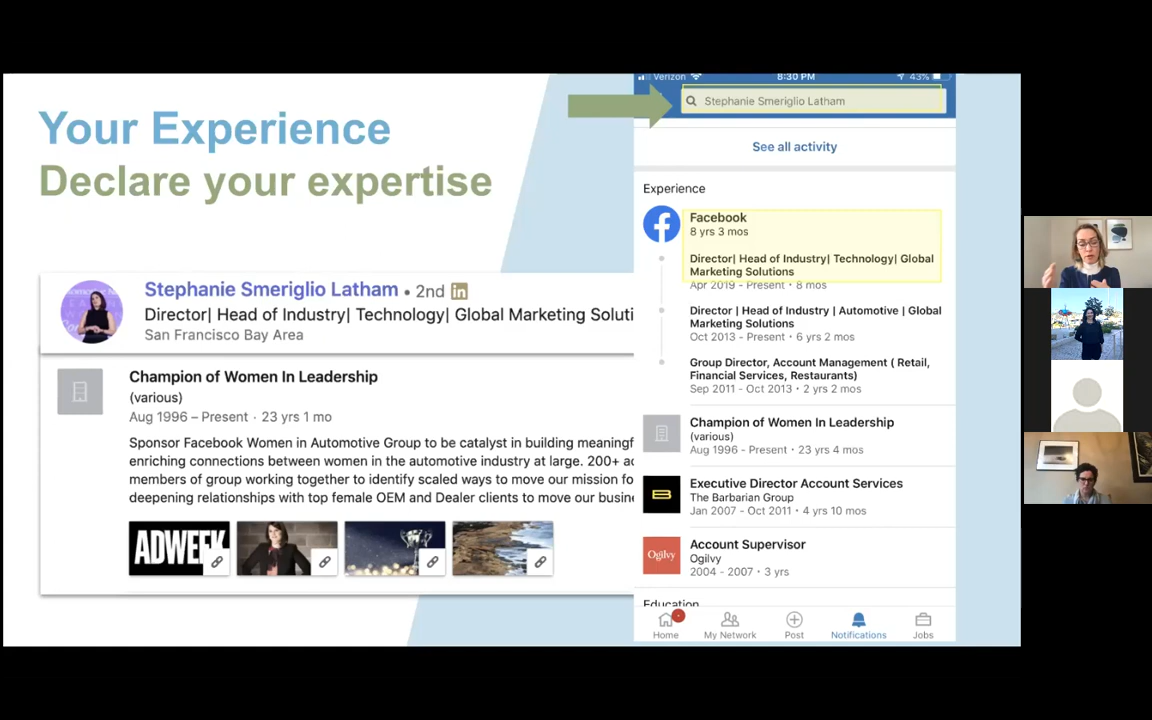 Your Experience
Declare your expertise
Stephanie Smeriglio Latham • 2nd in
Director| Head of Industry| Technology| Global Marketing Soluti
San Francisco Bay Area
Champion of Women In Leadership
(various)
Aug 1996 – Present · 23 yrs 1 mo
Sponsor Facebook Women in Automotive Group to be catalyst in building meaningf
enriching connections between women in the automotive industry at large. 200+ ac
members of group working together to identify scaled ways to move our mission fo
deepening relationships with top female OEM and Dealer clients to move our busine
ADWEEK
Verizon 8:30 PM 43%
Stephanie Smeriglio Latham
See all activity
Experience
Facebook
8 yrs 3 mos
Director| Head of Industry| Technology| Global
Marketing Solutions
Apr 2019 - Present · 8 mos
Director | Head of Industry | Automotive | Global
Marketing Solutions
Oct 2013 - Present · 6 yrs 2 mos
Group Director, Account Management ( Retail,
Financial Services, Restaurants)
Sep 2011 - Oct 2013 · 2 yrs 2 mos
Champion of Women In Leadership
(various)
Aug 1996 - Present · 23 yrs 4 mos
B
Executive Director Account Services
The Barbarian Group
Jan 2007 - Oct 2011 · 4 yrs 10 mos
Ogilvy
Account Supervisor
Ogilvy
2004 - 2007 · 3 yrs
Education
Home My Network Post Notifications Jobs